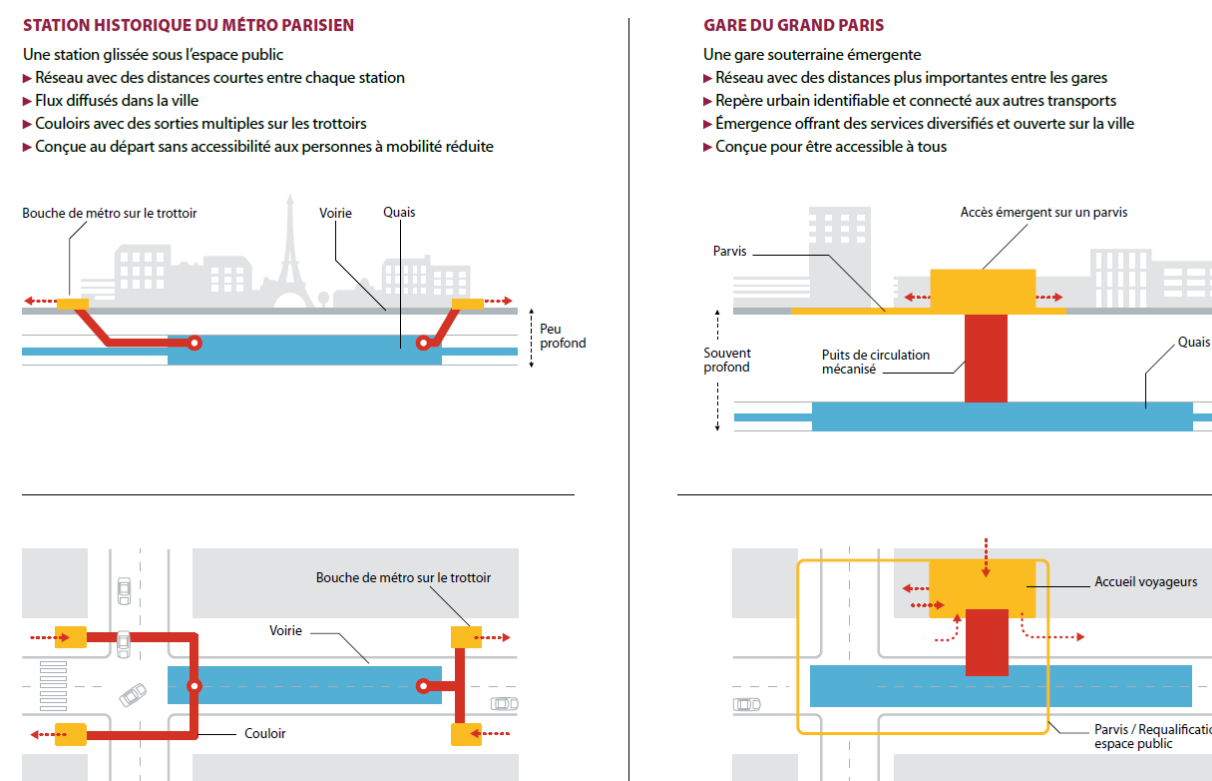 STATION HISTORIQUE DU MÉTRO PARISIEN
Une station glissée sous l'espace public
▶ Réseau avec des distances courtes entre chaque station
▶ Flux diffusés dans la ville
▶ Couloirs avec des sorties multiples sur les trottoirs
▶ Conçue au départ sans accessibilité aux personnes à mobilité réduite
Bouche de métro sur le trottoir
Voirie
Quais
Peu
profond
Bouche de métro sur le trottoir
Voirie
Couloir
GARE DU GRAND PARIS
Une gare souterraine émergente
▶ Réseau avec des distances plus importantes entre les gares
▶ Repère urbain identifiable et connecté aux autres transports
▶ Émergence offrant des services diversifiés et ouverte sur la ville
▶ Conçue pour être accessible à tous
Accès émergent sur un parvis
Parvis
Souvent
profond
Puits de circulation
mécanisé
Quais
Accueil voyageurs
Parvis /
espace public